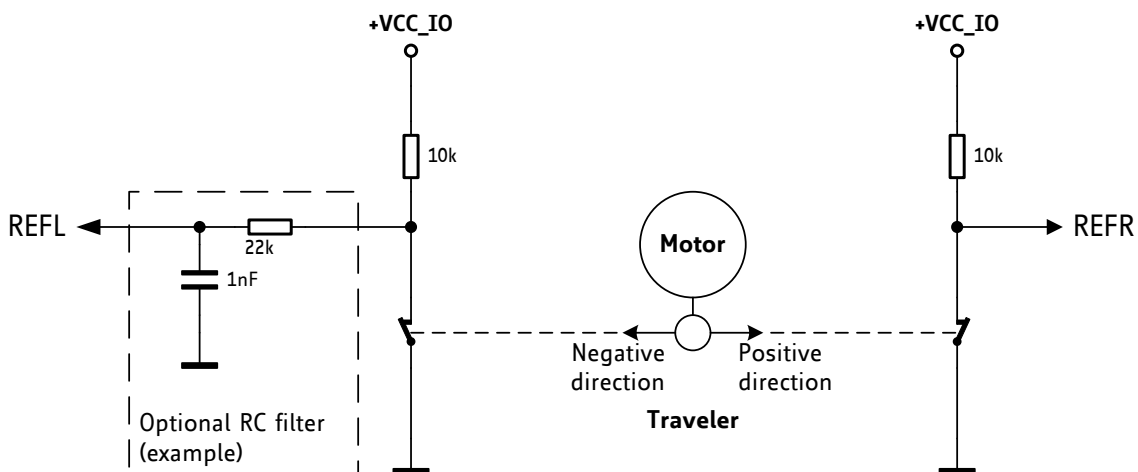 +VCC_IO
+VCC_IO
10k
10k
REFL
22k
1nF
Motor
REFR
Negative
direction
Positive
direction
Traveler
Optional RC filter
(example)